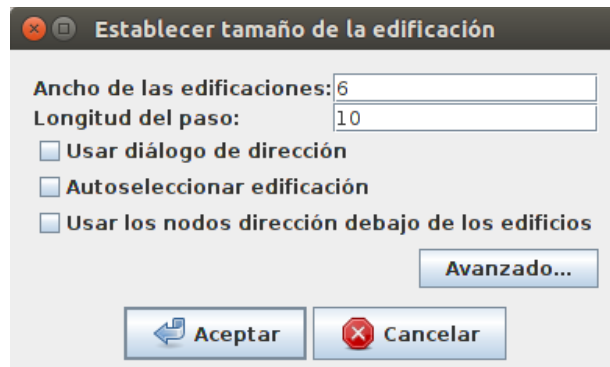 Establecer tamaño de la edificación
Ancho de las edificaciones: 6
Longitud del paso: 10
Usar diálogo de dirección
Autoseleccionar edificación
Usar los nodos dirección debajo de los edificios
Avanzado...
Aceptar Cancelar